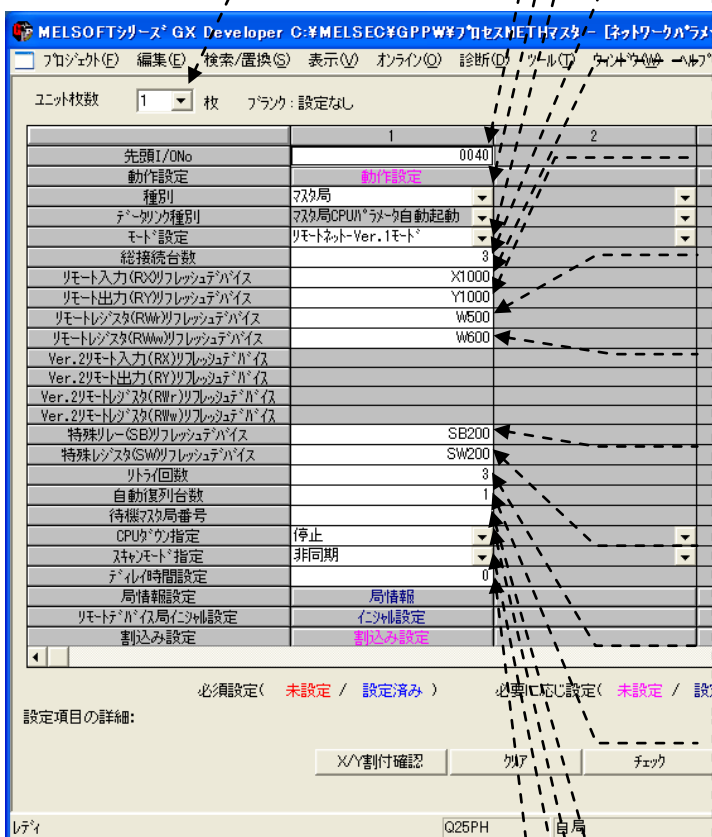 MELSOFTシリーズ GX Developer C:¥MELSEC¥GPPW¥プロセスNETHマスター - [ネットワークパラメ
プロジェクト(F) 編集(E) 検索/置換(S) 表示(V) オンライン(O) 診断(D) ツール(T) ウィンドウ(W) ヘルプ
ユニット枚数 1 枚 ブランク:設定なし
1 2
先頭I/ONo 0040
動作設定 動作設定
種別 マスタ局
データリンク種別 マスタ局CPUパラメータ自動起動
モード設定 リモートネット-Ver.1モード
総接続台数 3
リモート入力(RX)リフレッシュデバイス X1000
リモート出力(RY)リフレッシュデバイス Y1000
リモートレジスタ(RWr)リフレッシュデバイス W500
リモートレジスタ(RWw)リフレッシュデバイス W600
Ver.2リモート入力(RX)リフレッシュデバイス
Ver.2リモート出力(RY)リフレッシュデバイス
Ver.2リモートレジスタ(RWr)リフレッシュデバイス
Ver.2リモートレジスタ(RWw)リフレッシュデバイス
特殊リレー(SB)リフレッシュデバイス SB200
特殊レジスタ(SW)リフレッシュデバイス SW200
リトライ回数 3
自動復列台数 1
待機マスタ局番号
CPUダウン指定 停止
スキャンモード指定 非同期
ディレイ時間設定 0
局情報設定 局情報
リモートデバイス局イニシャル設定 イニシャル設定
割込み設定 割込み設定
必須設定( 未設定 / 設定済み ) 必要に応じ設定( 未設定 / 設定
設定項目の詳細:
X/Y割付確認 クリア チェック
レディ Q25PH 自局